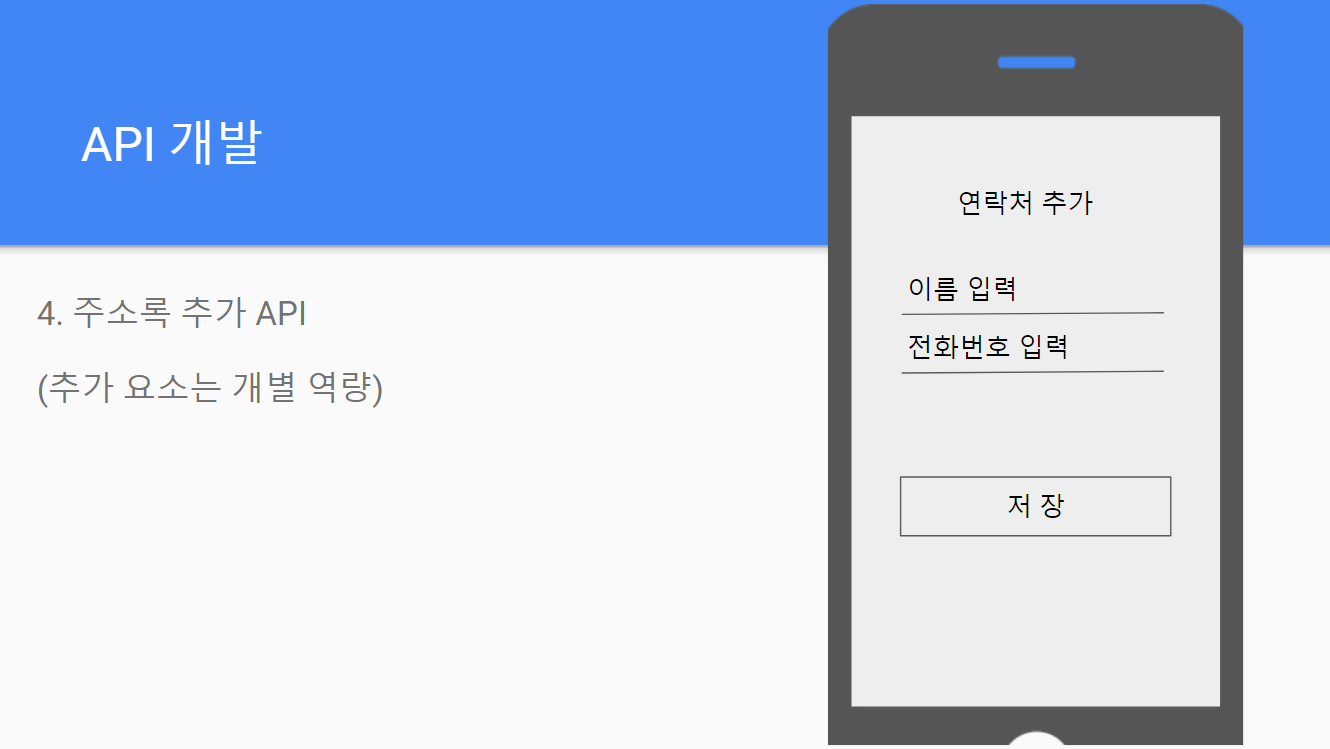 API 개발
4. 주소록 추가 API
(추가 요소는 개별 역량)
연락처 추가
이름 입력
전화번호 입력
저 장